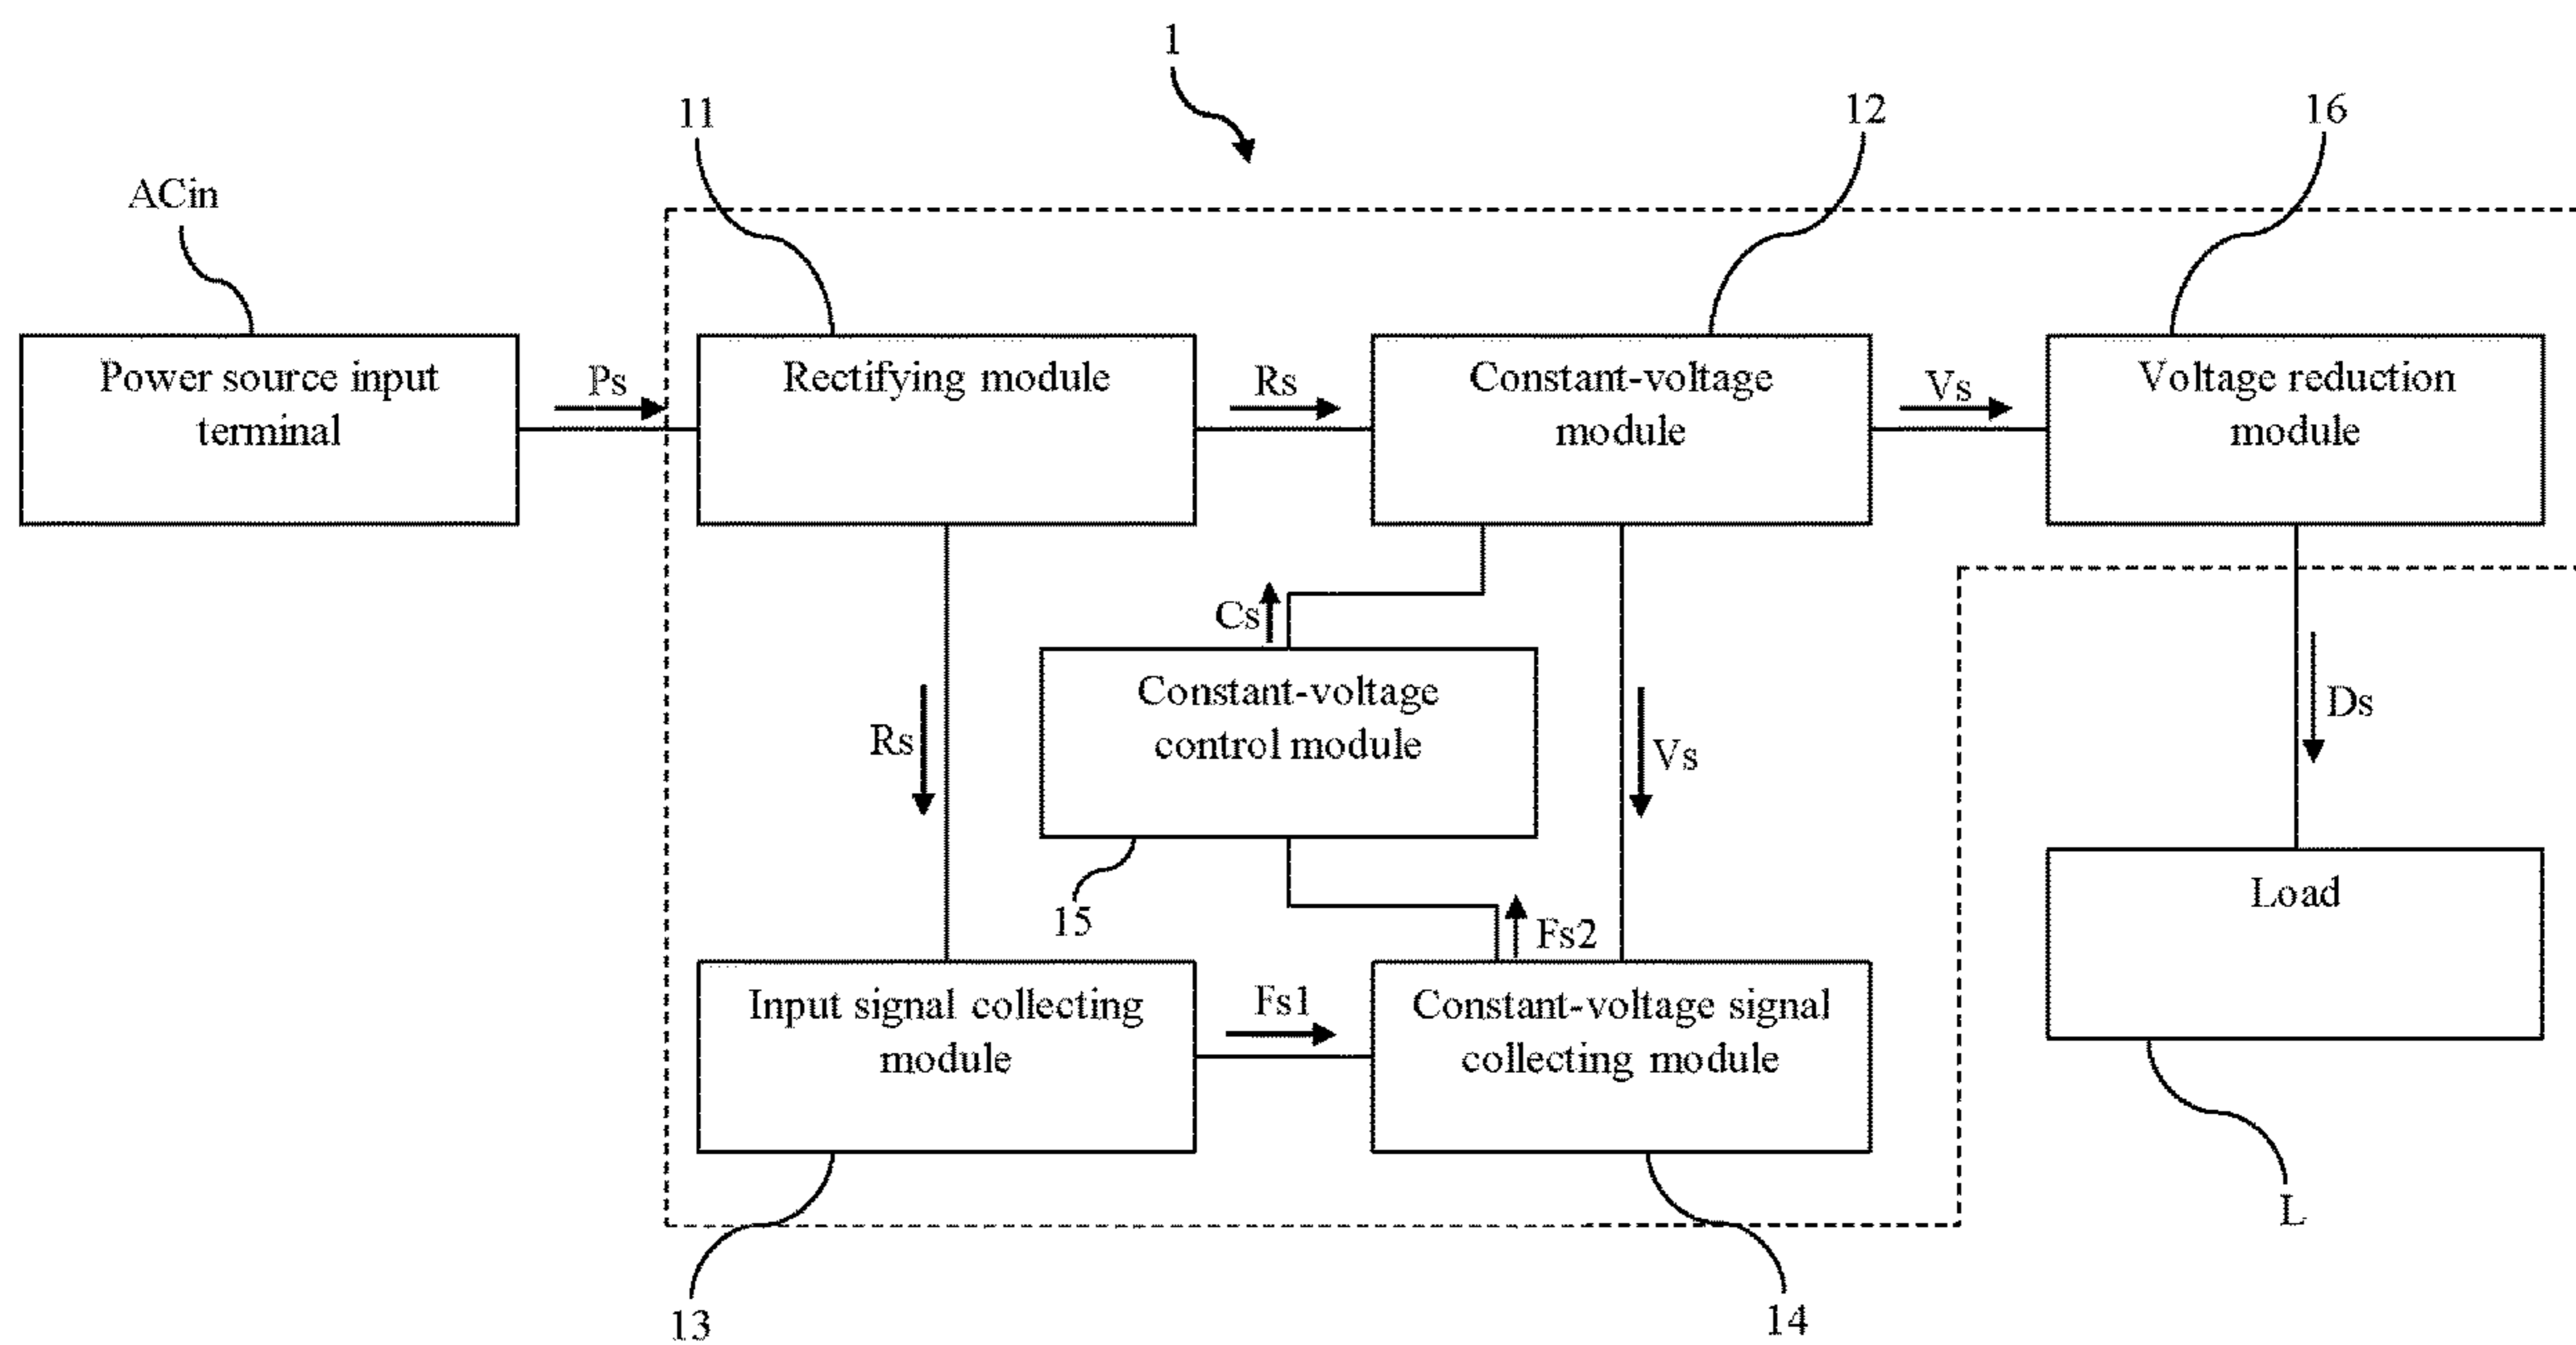 1
11
12
16
ACin
Power source input
terminal
Ps
Rectifying module
Rs
Constant-voltage
module
Vs
Voltage reduction
module
Cs
Constant-voltage
control module
Rs
Vs
Ds
15
Fs2
Load
Input signal collecting
module
Fs1
Constant-voltage signal
collecting module
L
13
14